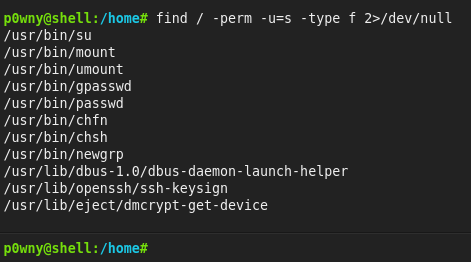 p0wny@shell:/home# find / -perm -u=s -type f 2>/dev/null
/usr/bin/su
/usr/bin/mount
/usr/bin/umount
/usr/bin/gpasswd
/usr/bin/passwd
/usr/bin/chfn
/usr/bin/chsh
/usr/bin/newgrp
/usr/lib/dbus-1.0/dbus-daemon-launch-helper
/usr/lib/openssh/ssh-keysign
/usr/lib/eject/dmcrypt-get-device
p0wny@shell:/home#